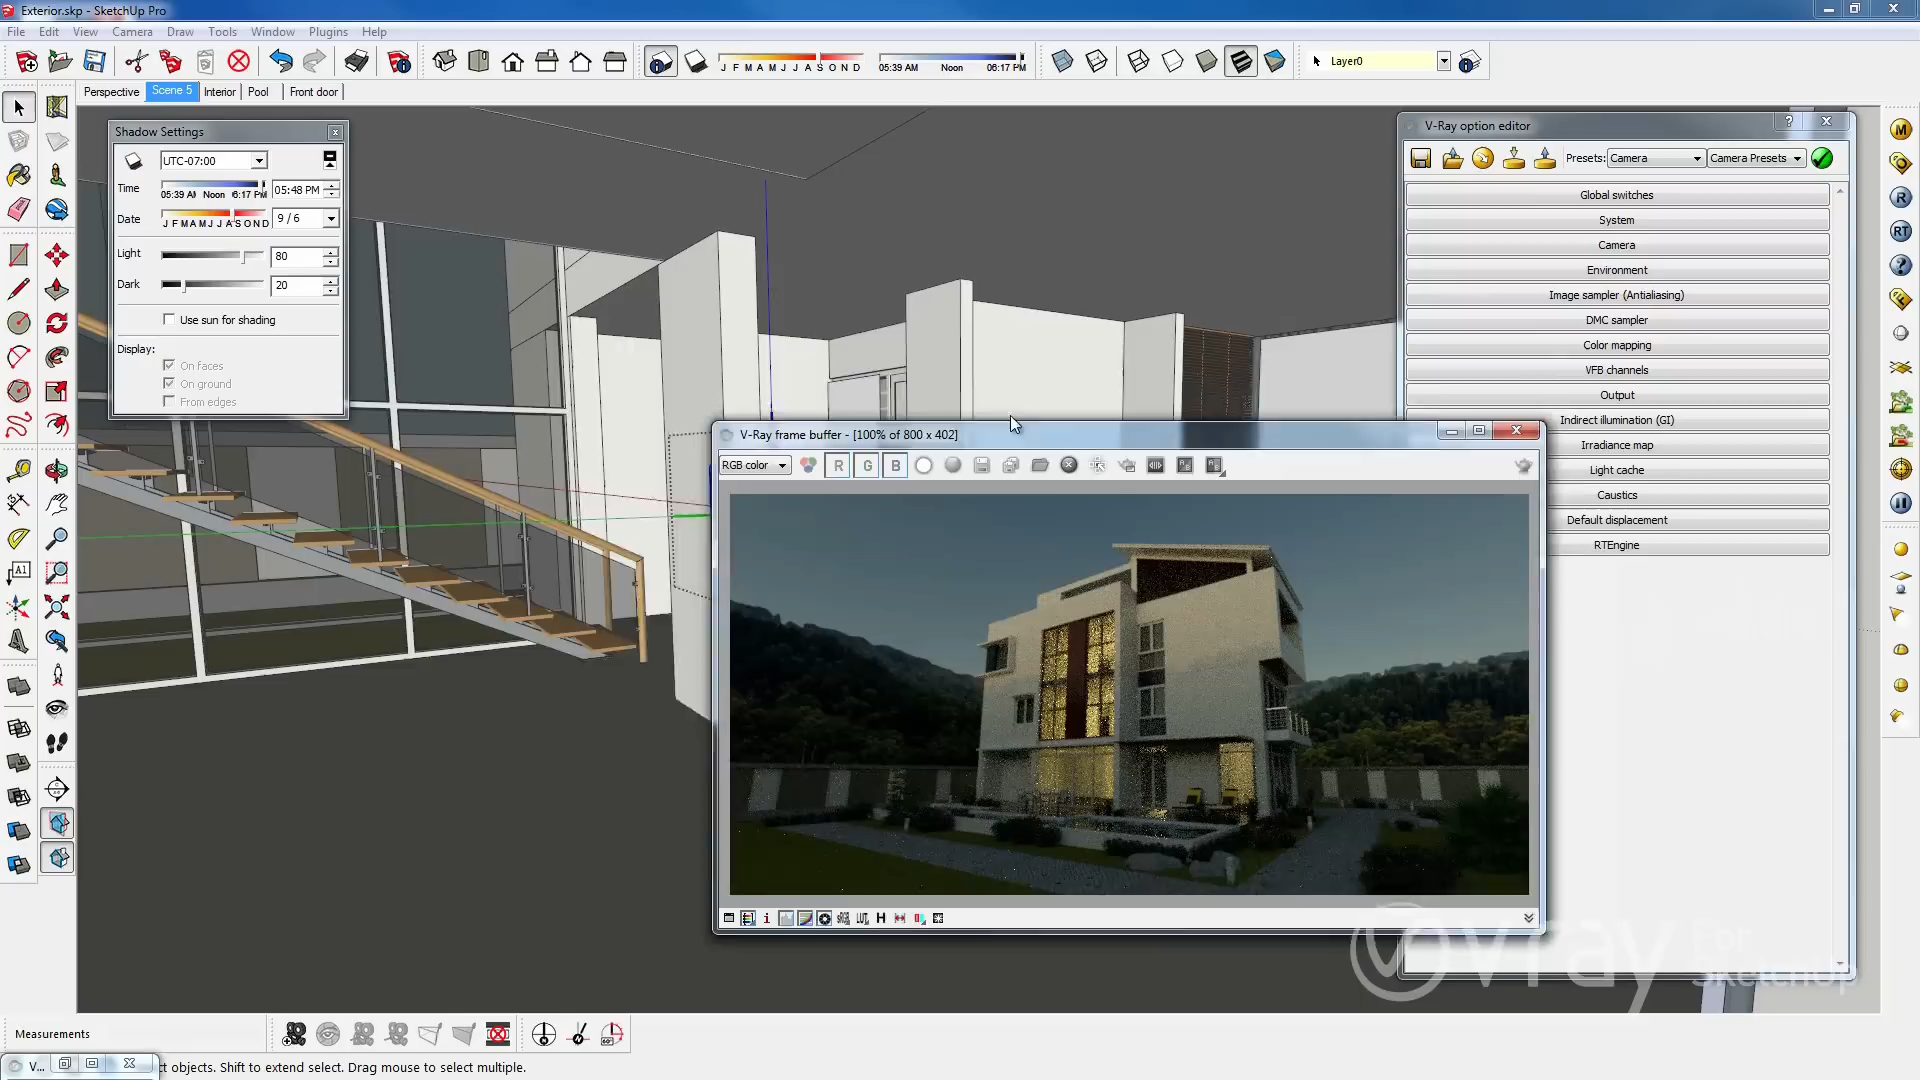 Exterior.skp - SketchUp Pro
File Edit View Camera Draw Tools Window Plugins Help
J F M A M J J A S O N D
05:39 AM Noon 06:17 PM
Layer0
Perspective Scene 5 Interior Pool Front door
Shadow Settings
UTC-07:00
Time
05:39 AM Noon 6:17 PM
05:48 PM
Date
J F M A M J J A S O N D
9 / 6
Light 80
Dark 20
Use sun for shading
Display:
On faces
On ground
From edges
V-Ray option editor
Presets: Camera Camera Presets
Global switches
System
Camera
Environment
Image sampler (Antialiasing)
DMC sampler
Color mapping
VFB channels
Output
Indirect illumination (GI)
Irradiance map
Light cache
Caustics
Default displacement
RTEngine
V-Ray frame buffer - [100% of 800 x 402]
RGB color R G B
M
R
RT
A1
H
vray For SketchUp
Measurements
V...
ct objects. Shift to extend select. Drag mouse to select multiple.